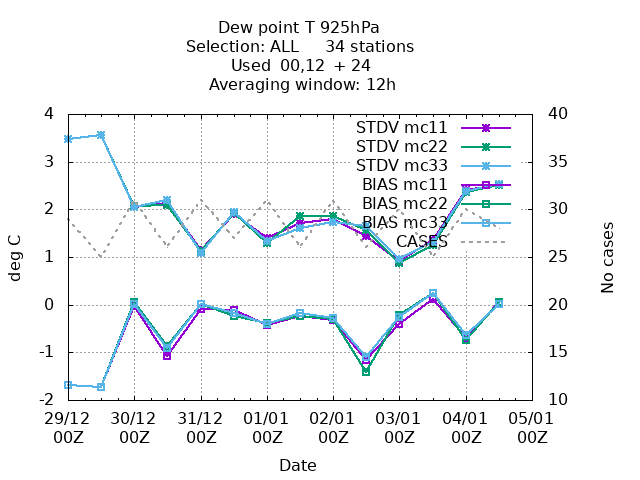 Dew point T 925hPa
Selection: ALL 34 stations
Used 00,12 + 24
Averaging window: 12h
4 40
STDV mc11
STDV mc22
3 35
STDV mc33
BIAS mc11
BIAS mc22
2 30
BIAS mc33
CASES
1 25
deg C
No cases
0 20
-1 15
-2 10
29/12 30/12 31/12 01/01 02/01 03/01 04/01 05/01
00Z 00Z 00Z 00Z 00Z 00Z 00Z 00Z
Date